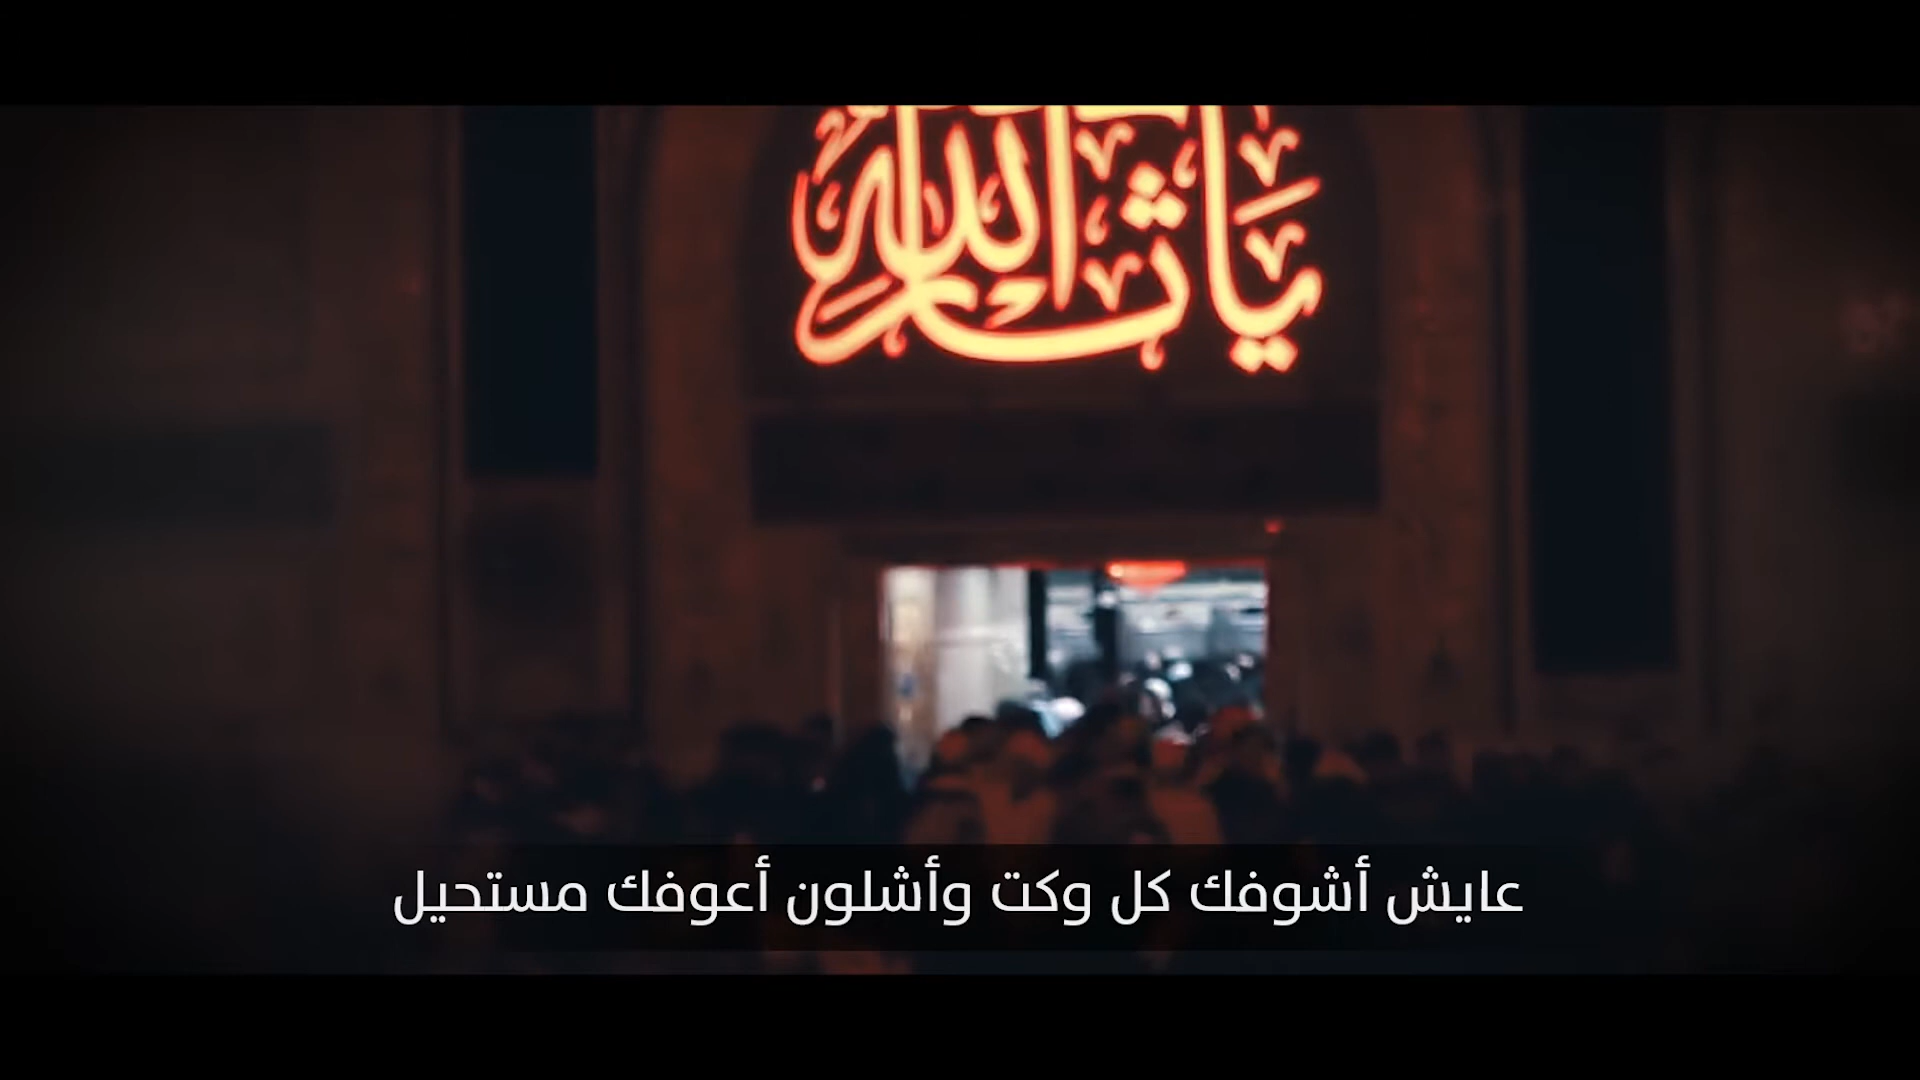 يا ثار الله
عايش أشوفك كل وكت وأشلون أعوفك مستحيل